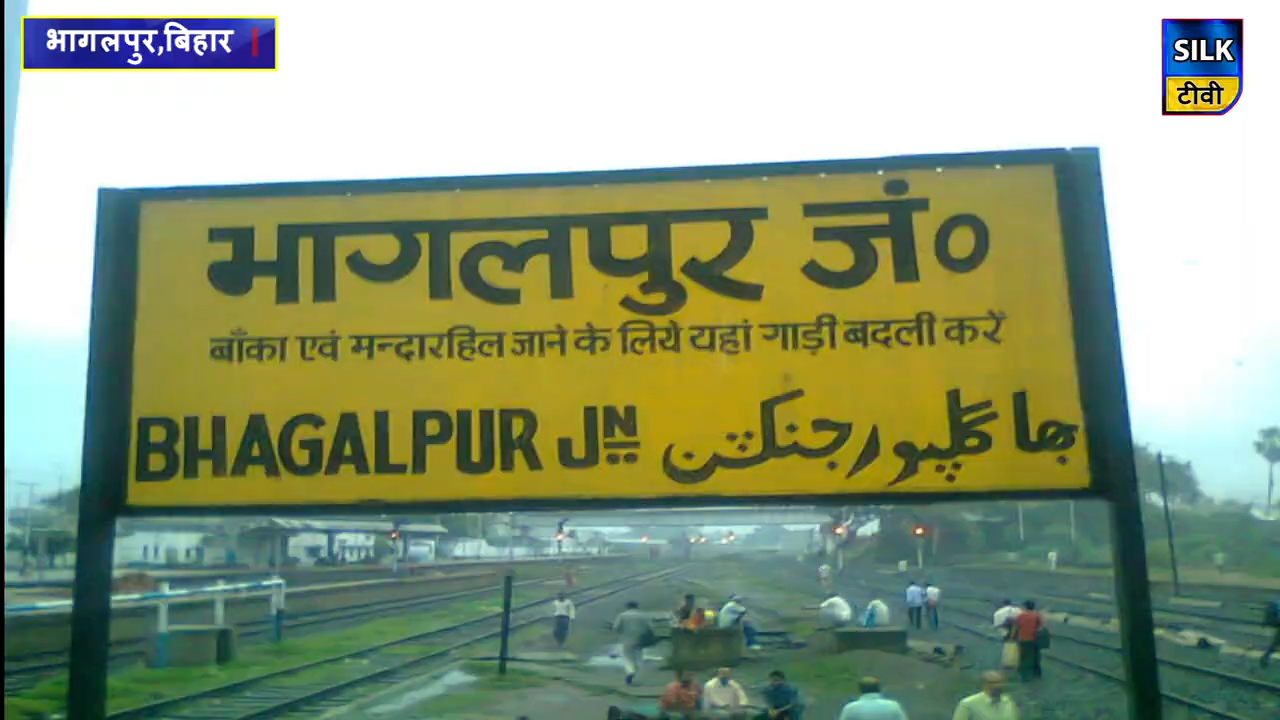 भागलपुर,बिहार
SILK
टीवी
भागलपुर जं०
बाँका एवं मन्दारहिल जाने के लिये यहां गाड़ी बदली करें
BHAGALPUR JN
بھاگلپور جنکشن